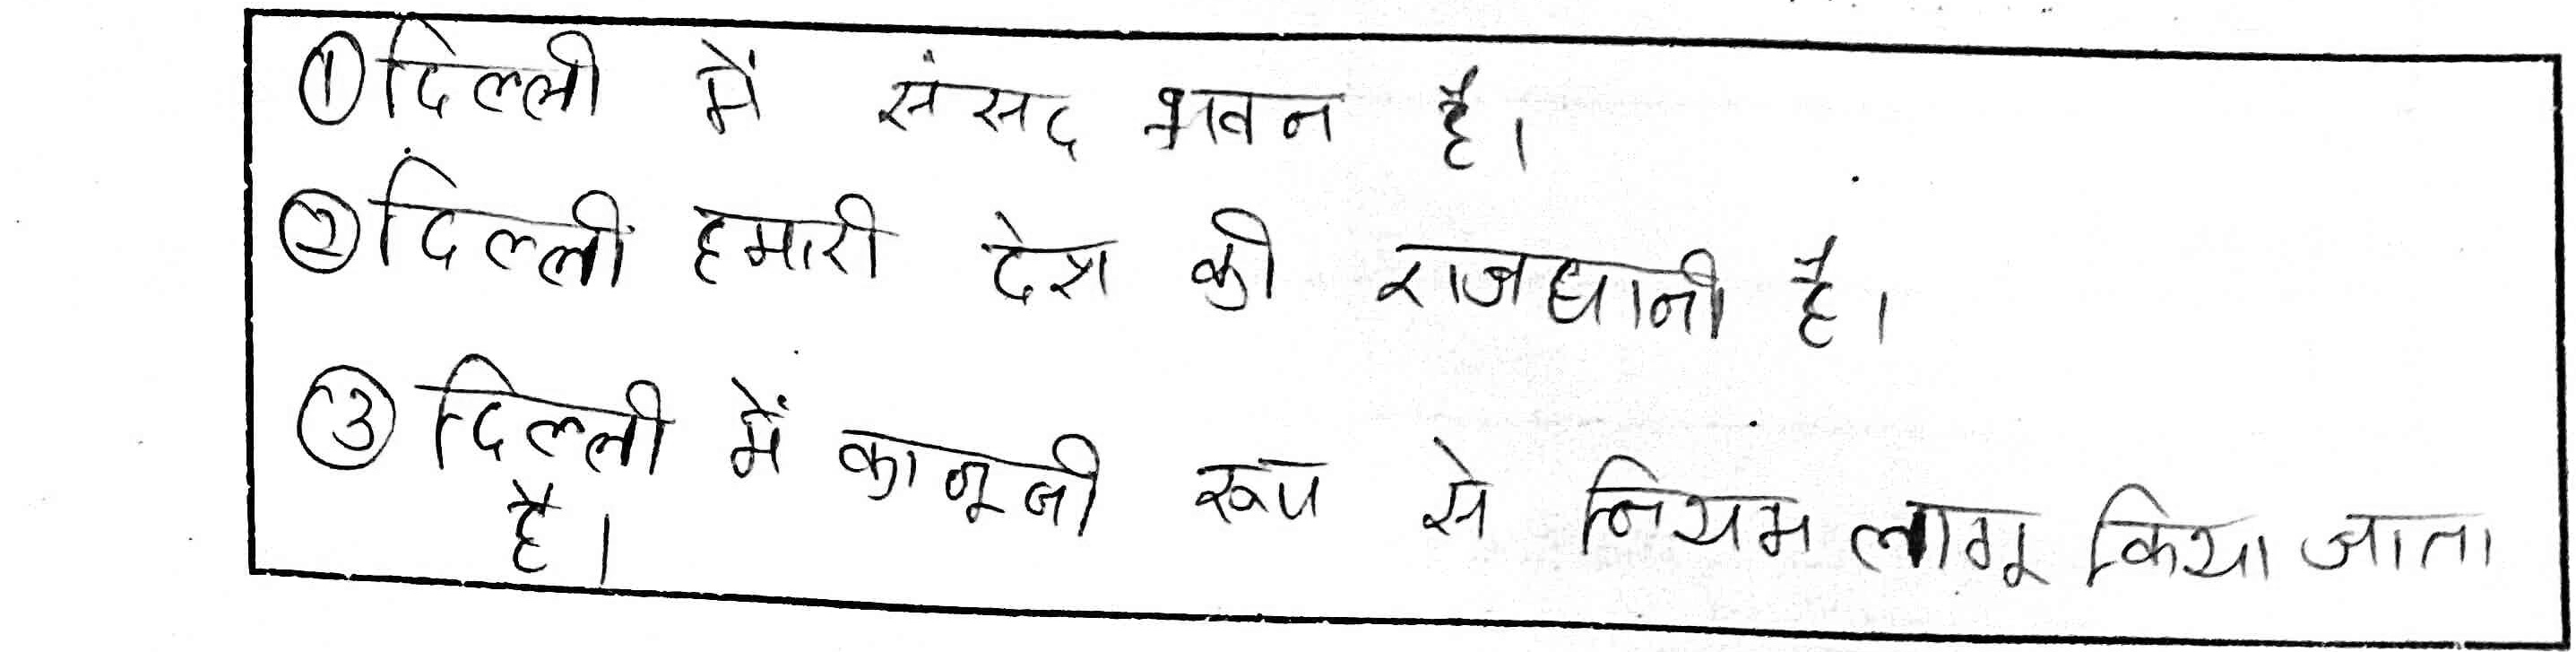 ① दिल्ली में संसद भवन है।
② दिल्ली हमारी देश की राजधानी है।
③ दिल्ली में कानूनी रूप से नियम लागू किया जाता
है।